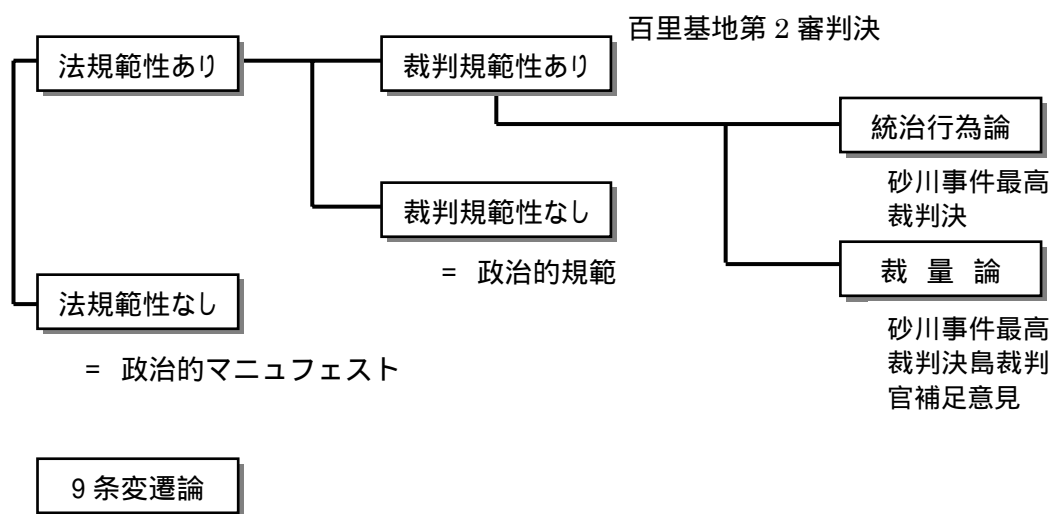 百里基地第 2 審判決
法規範性あり
裁判規範性あり
統治行為論
砂川事件最高
裁判決
裁判規範性なし
= 政治的規範
裁 量 論
法規範性なし
砂川事件最高
裁判決島裁判
官補足意見
= 政治的マニュフェスト
9 条変遷論